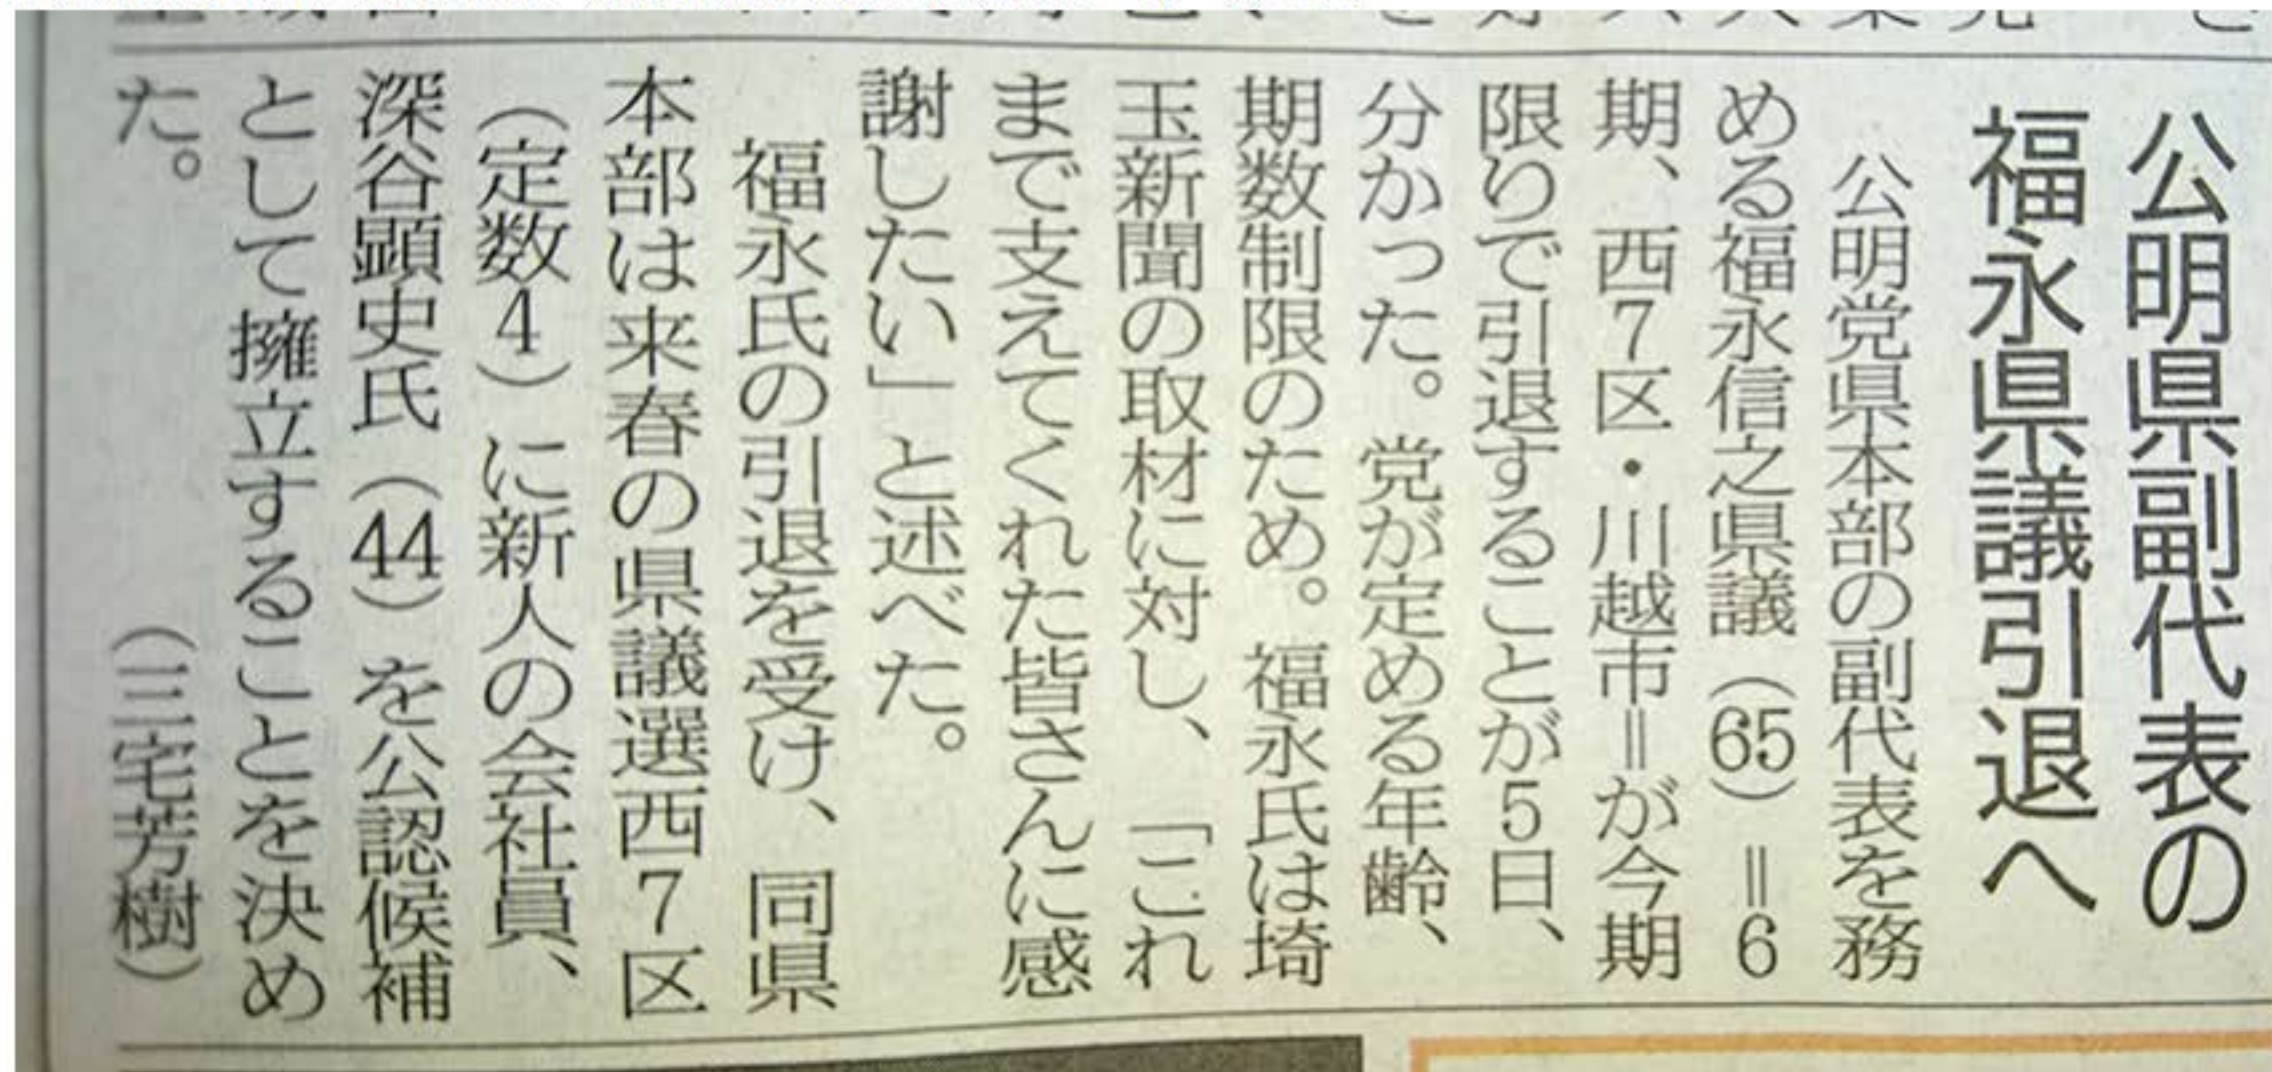 公明県副代表の
福永県議引退へ
公明党県本部の副代表を務
める福永信之県議（65）＝6
期、西7区・川越市＝が今期
限りで引退することが5日、
分かった。党が定める年齢、
期数制限のため。福永氏は埼
玉新聞の取材に対し、「これ
まで支えてくれた皆さんに感
謝したい」と述べた。
福永氏の引退を受け、同県
本部は来春の県議選西7区
（定数4）に新人の会社員、
深谷顕史氏（44）を公認候補
として擁立することを決め
た。（三宅芳樹）